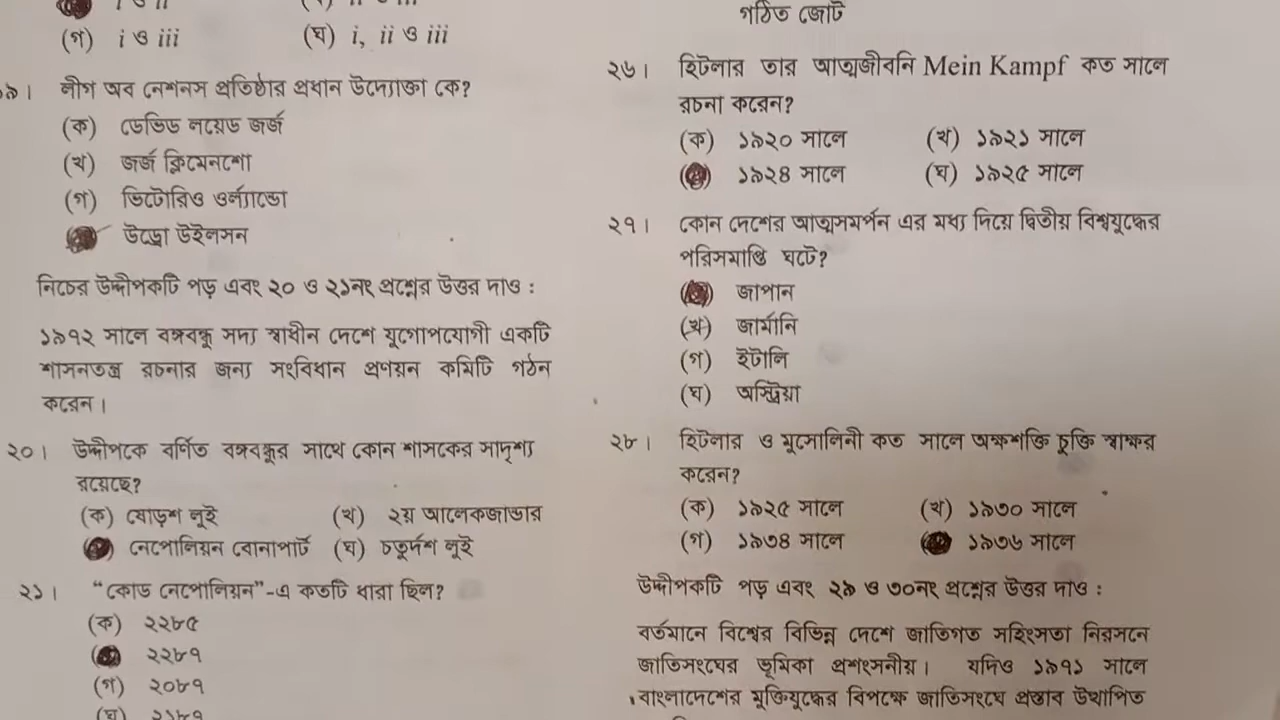 (গ) i ও iii (ঘ) i, ii ও iii
লীগ অব নেশনস প্রতিষ্ঠার প্রধান উদ্যোক্তা কে?
(ক) ডেভিড লয়েড জর্জ
(খ) জর্জ ক্লিমেনশো
(গ) ভিটোরিও ওর্ল্যান্ডো
উড্রো উইলসন
নিচের উদ্দীপকটি পড় এবং ২০ ও ২১নং প্রশ্নের উত্তর দাও :
১৯৭২ সালে বঙ্গবন্ধু সদ্য স্বাধীন দেশে যুগোপযোগী একটি
শাসনতন্ত্র রচনার জন্য সংবিধান প্রণয়ন কমিটি গঠন
করেন।
২০। উদ্দীপকে বর্ণিত বঙ্গবন্ধুর সাথে কোন শাসকের সাদৃশ্য
রয়েছে?
(ক) ষোড়শ লুই (খ) ২য় আলেকজান্ডার
নেপোলিয়ন বোনাপার্ট (ঘ) চতুর্দশ লুই
২১। “কোড নেপোলিয়ন”-এ কতটি ধারা ছিল?
(ক) ২২৮৫
২২৮৭
(গ) ২০৮৭
(ঘ) ২১৮৭
গঠিত জোট
২৬। হিটলার তার আত্মজীবনি Mein Kampf কত সালে
রচনা করেন?
(ক) ১৯২০ সালে (খ) ১৯২১ সালে
১৯২৪ সালে (ঘ) ১৯২৫ সালে
২৭। কোন দেশের আত্মসমর্পন এর মধ্য দিয়ে দ্বিতীয় বিশ্বযুদ্ধের
পরিসমাপ্তি ঘটে?
জাপান
(খ) জার্মানি
(গ) ইটালি
(ঘ) অস্ট্রিয়া
২৮। হিটলার ও মুসোলিনী কত সালে অক্ষশক্তি চুক্তি স্বাক্ষর
করেন?
(ক) ১৯২৫ সালে (খ) ১৯৩০ সালে
(গ) ১৯৩৪ সালে ১৯৩৬ সালে
উদ্দীপকটি পড় এবং ২৯ ও ৩০নং প্রশ্নের উত্তর দাও :
বর্তমানে বিশ্বের বিভিন্ন দেশে জাতিগত সহিংসতা নিরসনে
জাতিসংঘের ভূমিকা প্রশংসনীয়। যদিও ১৯৭১ সালে
বাংলাদেশের মুক্তিযুদ্ধের বিপক্ষে জাতিসংঘে প্রস্তাব উত্থাপিত